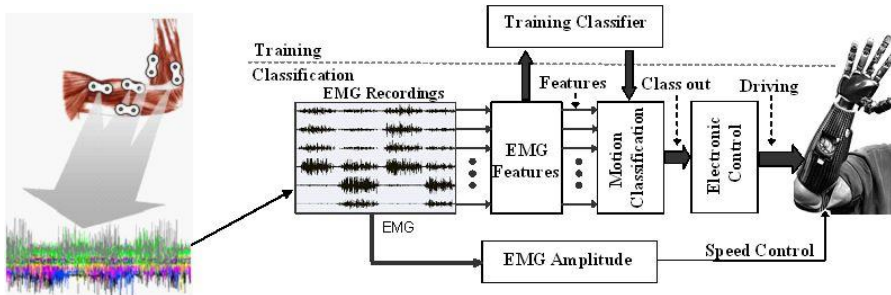 Training Classifier
Training
Classification
EMG Recordings
Features
Class out
Driving
EMG
Features
Motion
Classification
Electronic
Control
EMG
EMG Amplitude
Speed Control